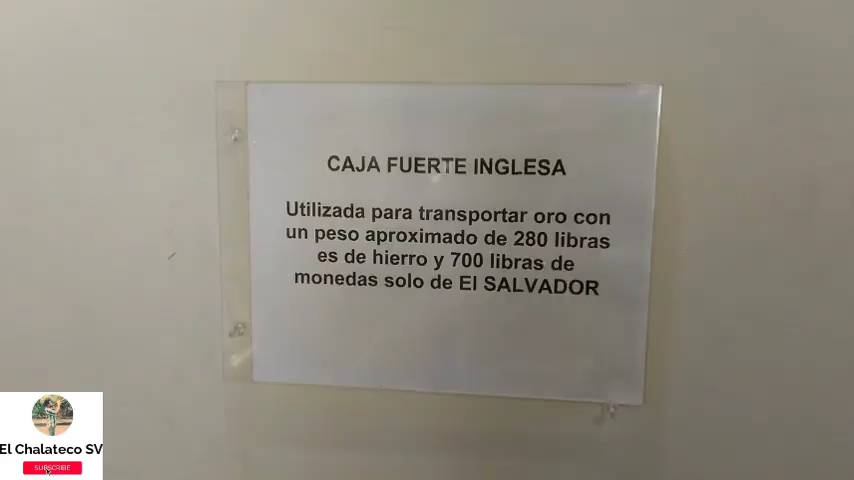 CAJA FUERTE INGLESA
Utilizada para transportar oro con
un peso aproximado de 280 libras
es de hierro y 700 libras de
monedas solo de El SALVADOR
El Chalateco SV
SUBSCRIBE